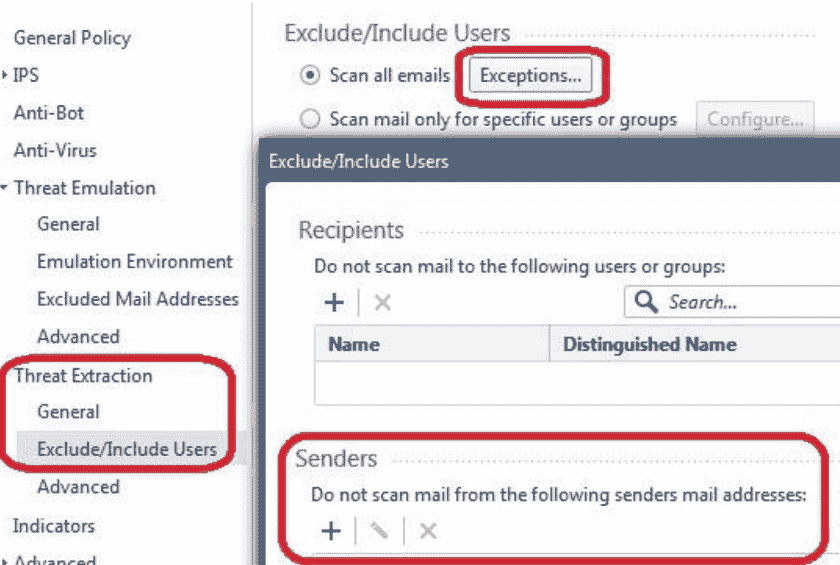 General Policy
IPS
Anti-Bot
Anti-Virus
Threat Emulation
General
Emulation Environment
Excluded Mail Addresses
Advanced
Threat Extraction
General
Exclude/Include Users
Advanced
Indicators
Advanced
Exclude/Include Users
Scan all emails Exceptions...
Scan mail only for specific users or groups Configure...
Exclude/Include Users
Recipients
Do not scan mail to the following users or groups:
Search...
Name Distinguished Name
Senders
Do not scan mail from the following senders mail addresses: